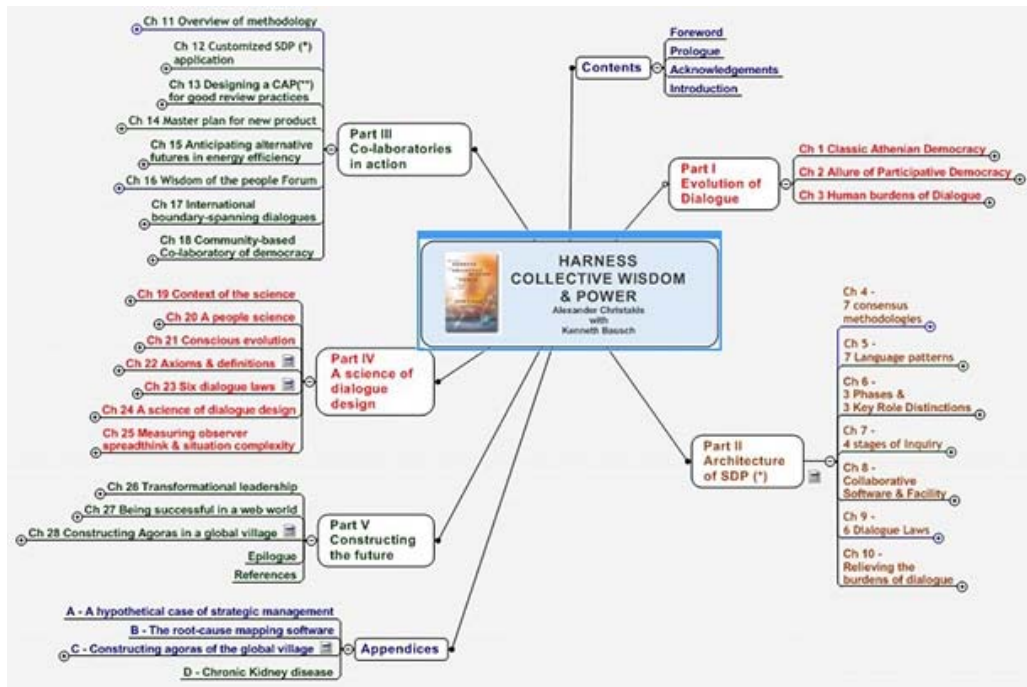 HARNESS
COLLECTIVE WISDOM
& POWER
Alexander Christakis
with
Kenneth Bausch
Contents
Foreword
Prologue
Acknowledgements
Introduction
Part I
Evolution of
Dialogue
Ch 1 Classic Athenian Democracy
Ch 2 Allure of Participative Democracy
Ch 3 Human burdens of Dialogue
Part II
Architecture
of SDP (*)
Ch 4 -
7 consensus
methodologies
Ch 5 -
7 Language patterns
Ch 6 -
3 Phases &
3 Key Role Distinctions
Ch 7 -
4 stages of Inquiry
Ch 8 -
Collaborative
Software & Facility
Ch 9 -
6 Dialogue Laws
Ch 10 -
Relieving the
burdens of dialogue
Part III
Co-laboratories
in action
Ch 11 Overview of methodology
Ch 12 Customized SDP (*)
application
Ch 13 Designing a CAP(**)
for good review practices
Ch 14 Master plan for new product
Ch 15 Anticipating alternative
futures in energy efficiency
Ch 16 Wisdom of the people Forum
Ch 17 International
boundary-spanning dialogues
Ch 18 Community-based
Co-laboratory of democracy
Part IV
A science of
dialogue
design
Ch 19 Context of the science
Ch 20 A people science
Ch 21 Conscious evolution
Ch 22 Axioms & definitions
Ch 23 Six dialogue laws
Ch 24 A science of dialogue design
Ch 25 Measuring observer
spreadthink & situation complexity
Part V
Constructing
the future
Ch 26 Transformational leadership
Ch 27 Being successful in a web world
Ch 28 Constructing Agoras in a global village
Epilogue
References
Appendices
A - A hypothetical case of strategic management
B - The root-cause mapping software
C - Constructing agoras of the global village
D - Chronic Kidney disease